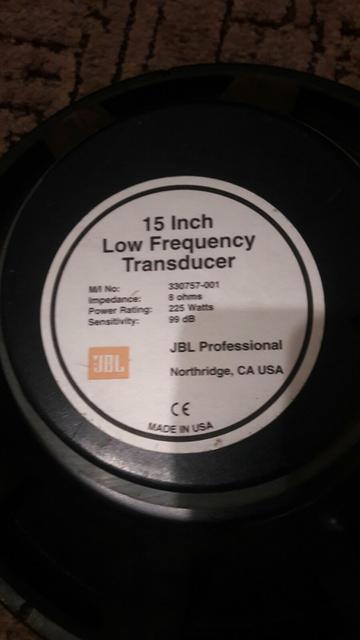 15 Inch
Low Frequency
Transducer
M/I No: 330757-001
Impedance: 8 ohms
Power Rating: 225 Watts
Sensitivity: 99 dB
JBL
JBL Professional
Northridge, CA USA
CE
MADE IN USA